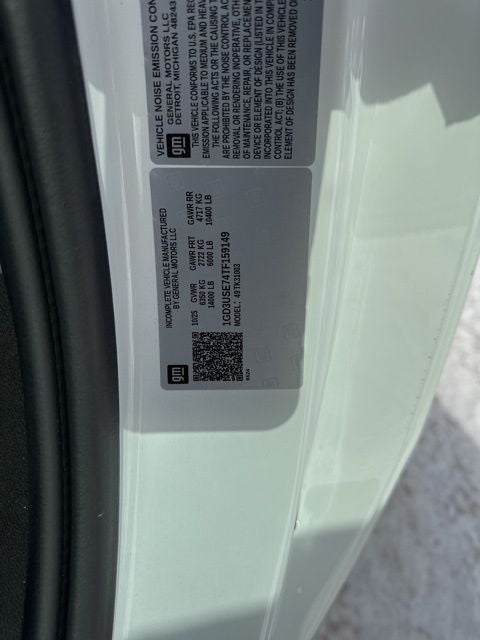 VEHICLE NOISE EMISSION CON
GENERAL MOTORS LLC
DETROIT, MICHIGAN 48243
THIS VEHICLE CONFORMS TO U.S. EPA REG
EMISSION APPLICABLE TO MEDIUM AND HEAV
THE FOLLOWING ACTS OR THE CAUSING T
ARE PROHIBITED BY THE NOISE CONTROL
REMOVAL OR RENDERING INOPERATIVE, OTHE
OF MAINTENANCE, REPAIR, OR REPLACEMEN
DEVICE OR ELEMENT OF DESIGN (LISTED IN T
INCORPORATED INTO THIS VEHICLE IN COMPL
CONTROL ACT; (B) THE USE OF THIS VEHICLE
ELEMENT OF DESIGN HAS BEEN REMOVED O
gm
INCOMPLETE VEHICLE MANUFACTURED
BY GENERAL MOTORS LLC
10/25 GVWR GAWR FRT GAWR RR
6350 KG 2722 KG 4717 KG
14000 LB 6000 LB 10400 LB
1GD3USE74TF159149
MODEL: 49 TK31003
gm